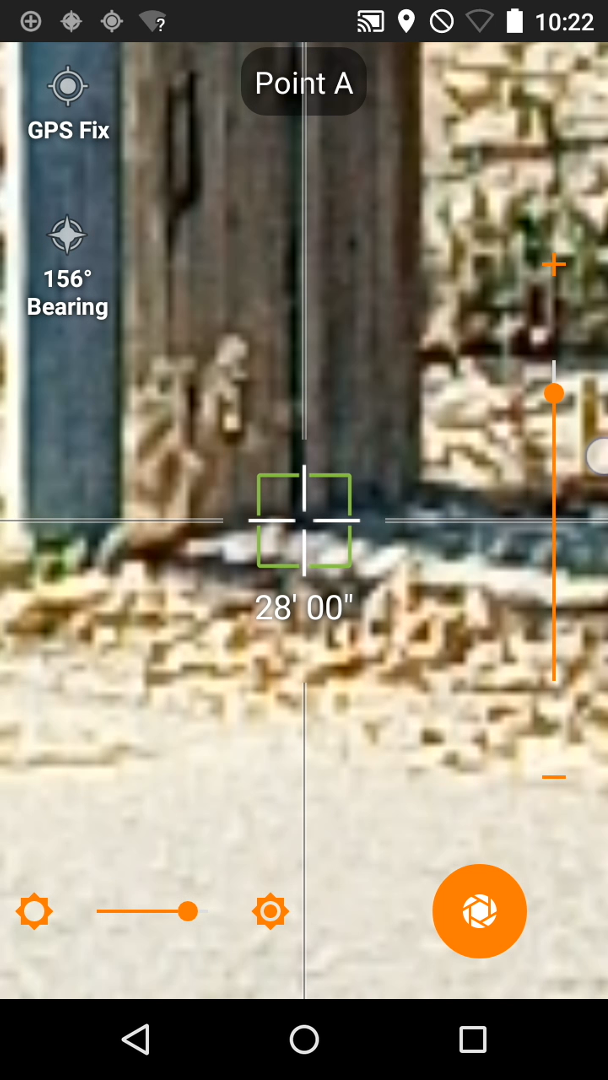 10:22
Point A
GPS Fix
156°
Bearing
28' 00"